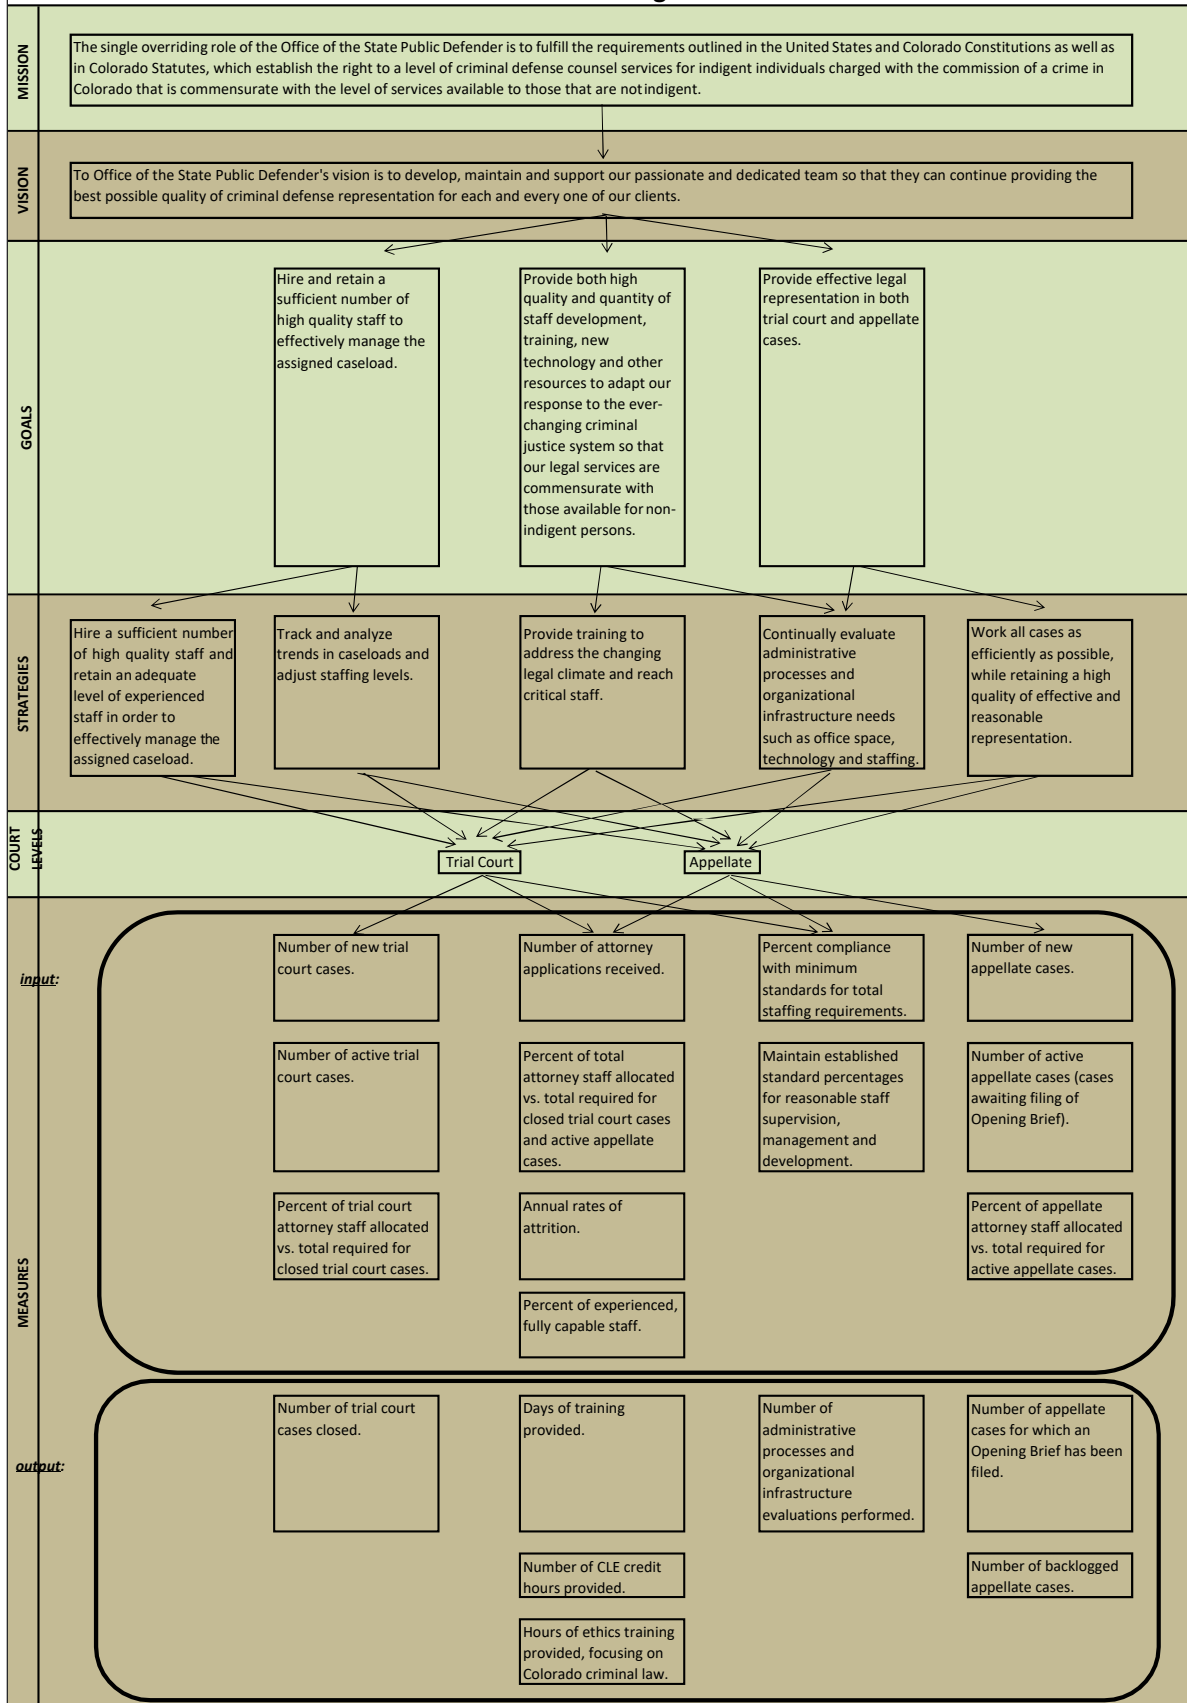 MISSION
The single overriding role of the Office of the State Public Defender is to fulfill the requirements outlined in the United States and Colorado Constitutions as well as
in Colorado Statutes, which establish the right to a level of criminal defense counsel services for indigent individuals charged with the commission of a crime in
Colorado that is commensurate with the level of services available to those that are notindigent.
VISION
To Office of the State Public Defender's vision is to develop, maintain and support our passionate and dedicated team so that they can continue providing the
best possible quality of criminal defense representation for each and every one of our clients.
GOALS
Hire and retain a
sufficient number of
high quality staff to
effectively manage the
assigned caseload.
Provide both high
quality and quantity of
staff development,
training, new
technology and other
resources to adapt our
response to the ever-
changing criminal
justice system so that
our legal services are
commensurate with
those available for non-
indigent persons.
Provide effective legal
representation in both
trial court and appellate
cases.
STRATEGIES
Hire a sufficient number
of high quality staff and
retain an adequate
level of experienced
staff in order to
effectively manage the
assigned caseload.
Track and analyze
trends in caseloads and
adjust staffing levels.
Provide training to
address the changing
legal climate and reach
critical staff.
Continually evaluate
administrative
processes and
organizational
infrastructure needs
such as office space,
technology and staffing.
Work all cases as
efficiently as possible,
while retaining a high
quality of effective and
reasonable
representation.
COURT
LEVELS
Trial Court
Appellate
MEASURES
input:
Number of new trial
court cases.
Number of attorney
applications received.
Percent compliance
with minimum
standards for total
staffing requirements.
Number of new
appellate cases.
Number of active trial
court cases.
Percent of total
attorney staff allocated
vs. total required for
closed trial court cases
and active appellate
cases.
Maintain established
standard percentages
for reasonable staff
supervision,
management and
development.
Number of active
appellate cases (cases
awaiting filing of
Opening Brief).
Percent of trial court
attorney staff allocated
vs. total required for
closed trial court cases.
Annual rates of
attrition.
Percent of appellate
attorney staff allocated
vs. total required for
active appellate cases.
Percent of experienced,
fully capable staff.
output:
Number of trial court
cases closed.
Days of training
provided.
Number of
administrative
processes and
organizational
infrastructure
evaluations performed.
Number of appellate
cases for which an
Opening Brief has been
filed.
Number of CLE credit
hours provided.
Number of backlogged
appellate cases.
Hours of ethics training
provided, focusing on
Colorado criminal law.